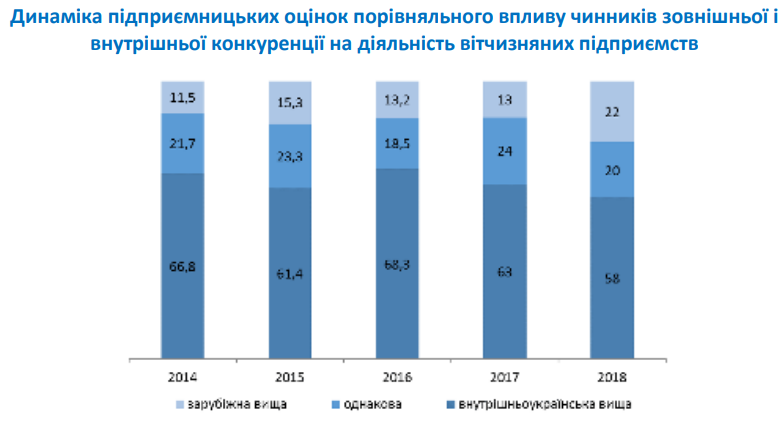 Динаміка підприємницьких оцінок порівняльного впливу чинників зовнішньої і
внутрішньої конкуренції на діяльність вітчизняних підприємств
11,5 15,3 13,2 13 22
21,7 23,3 18,5 24 20
66,8 61,4 68,3 63 58
2014 2015 2016 2017 2018
зарубіжна вища однакова внутрішньоукраїнська вища